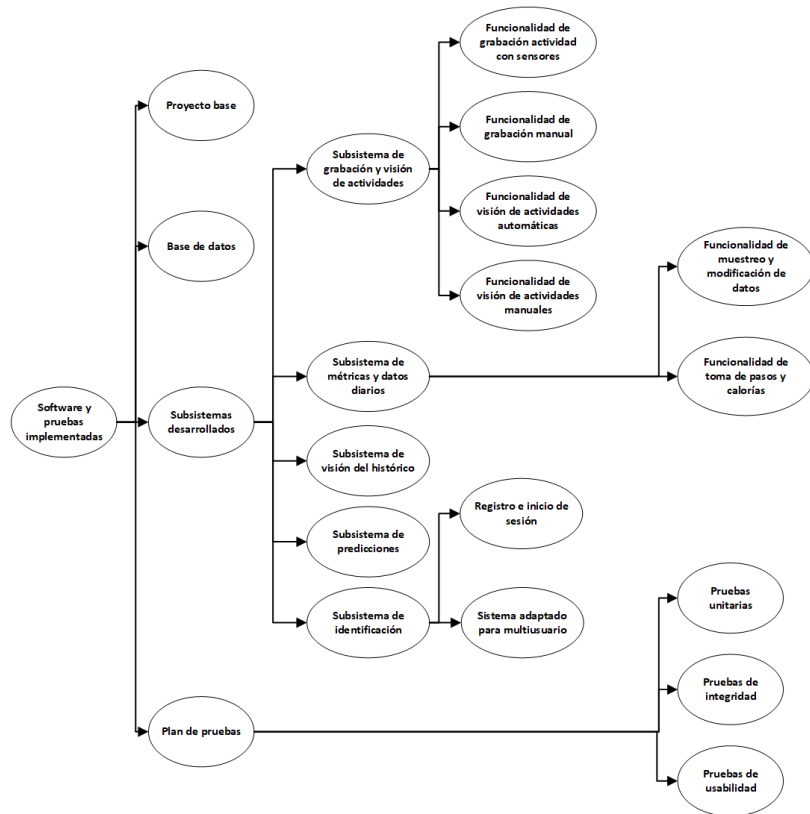 Funcionalidad de
grabación actividad
con sensores
Proyecto base
Funcionalidad de
grabación manual
Subsistema de
grabación y visión
de actividades
Funcionalidad de
visión de actividades
automáticas
Base de datos
Funcionalidad de
muestreo y
modificación de
datos
Funcionalidad de
visión de actividades
manuales
Subsistema de
métricas y datos
diarios
Funcionalidad de
toma de pasos y
calorías
Software y
pruebas
implementadas
Subsistemas
desarrollados
Subsistema de
visión del histórico
Registro e inicio de
sesión
Subsistema de
predicciones
Pruebas
unitarias
Subsistema de
identificación
Sistema adaptado
para multiusuario
Pruebas de
integridad
Plan de pruebas
Pruebas de
usabilidad